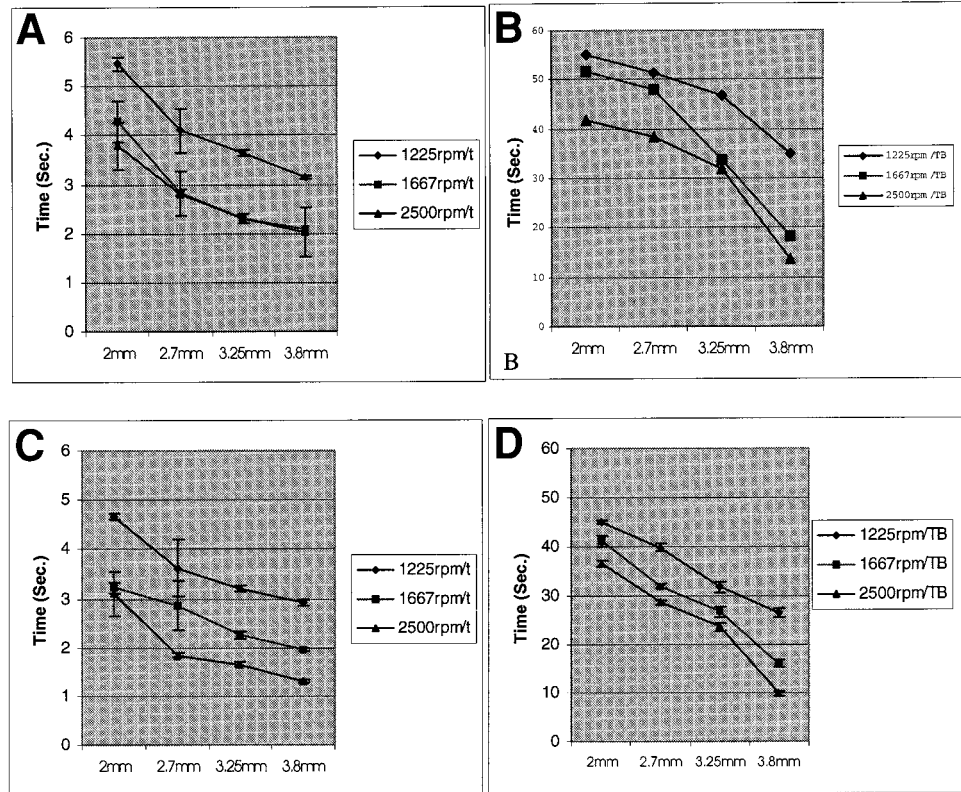 A
6
5
4
3
2
1
0
Time (Sec.)
2mm 2.7mm 3.25mm 3.8mm
1225rpm/t
1667rpm/t
2500rpm/t
B
60
50
40
30
20
10
0
Time (Sec.)
2mm 2.7mm 3.25mm 3.8mm
B
1225rpm /TB
1667rpm /TB
2500rpm /TB
C
6
5
4
3
2
1
0
Time (Sec.)
2mm 2.7mm 3.25mm 3.8mm
1225rpm/t
1667rpm/t
2500rpm/t
D
60
50
40
30
20
10
0
Time (Sec.)
2mm 2.7mm 3.25mm 3.8mm
1225rpm/TB
1667rpm/TB
2500rpm/TB